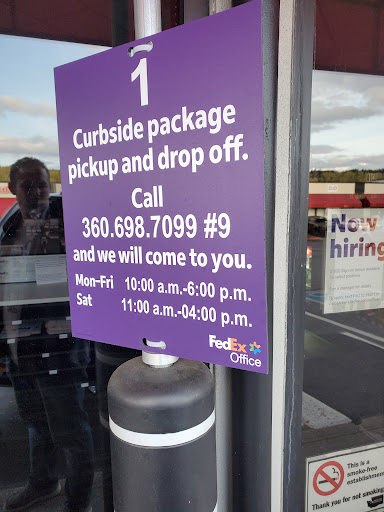 1
Curbside package
pickup and drop off.
Call
360.698.7099 #9
and we will come to you.
Mon-Fri 10:00 a.m.-6:00 p.m.
Sat 11:00 a.m.-04:00 p.m.
FedEx
Office
Now
hiring
This is a
smoke-free
establishment
Thank you for not smoking